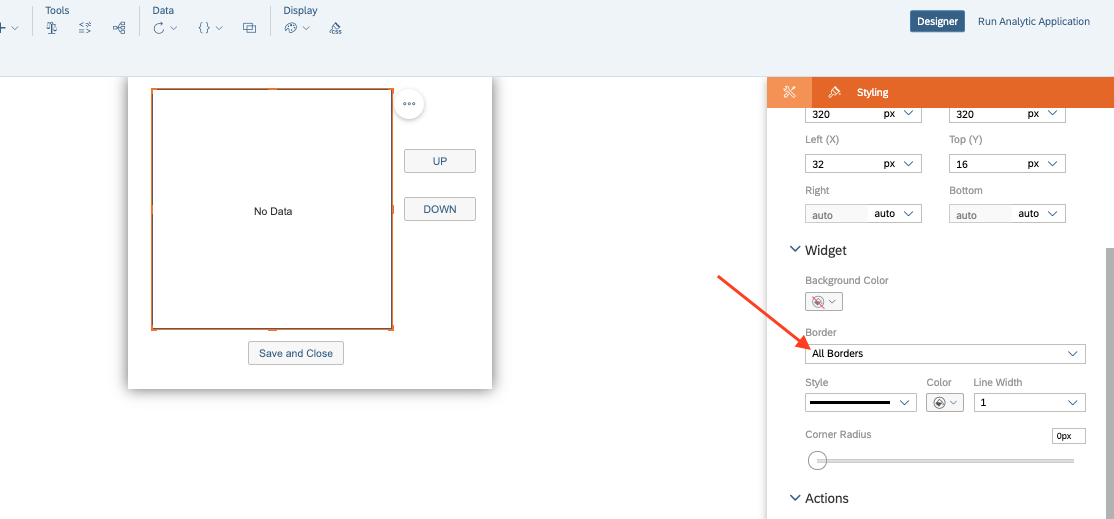 Tools
Data
Display
Designer
Run Analytic Application
CSS
Styling
320 px
320 px
Left (X)
Top (Y)
32 px
16 px
Right
Bottom
auto auto
auto auto
UP
DOWN
No Data
Save and Close
Widget
Background Color
Border
All Borders
Style
Color
Line Width
1
Corner Radius
0px
Actions